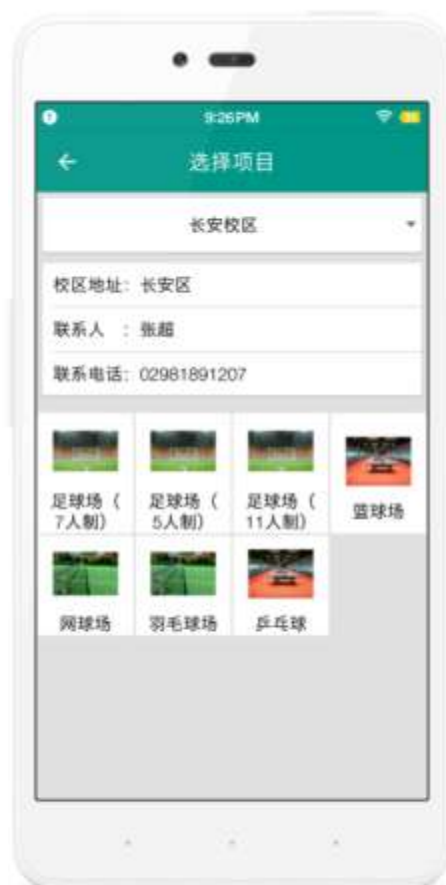 9:26PM
选择项目
长安校区
校区地址：长安区
联系人 ：张超
联系电话：02981891207
足球场（
7人制）
足球场（
5人制）
足球场（
11人制）
篮球场
网球场
羽毛球场
乒乓球